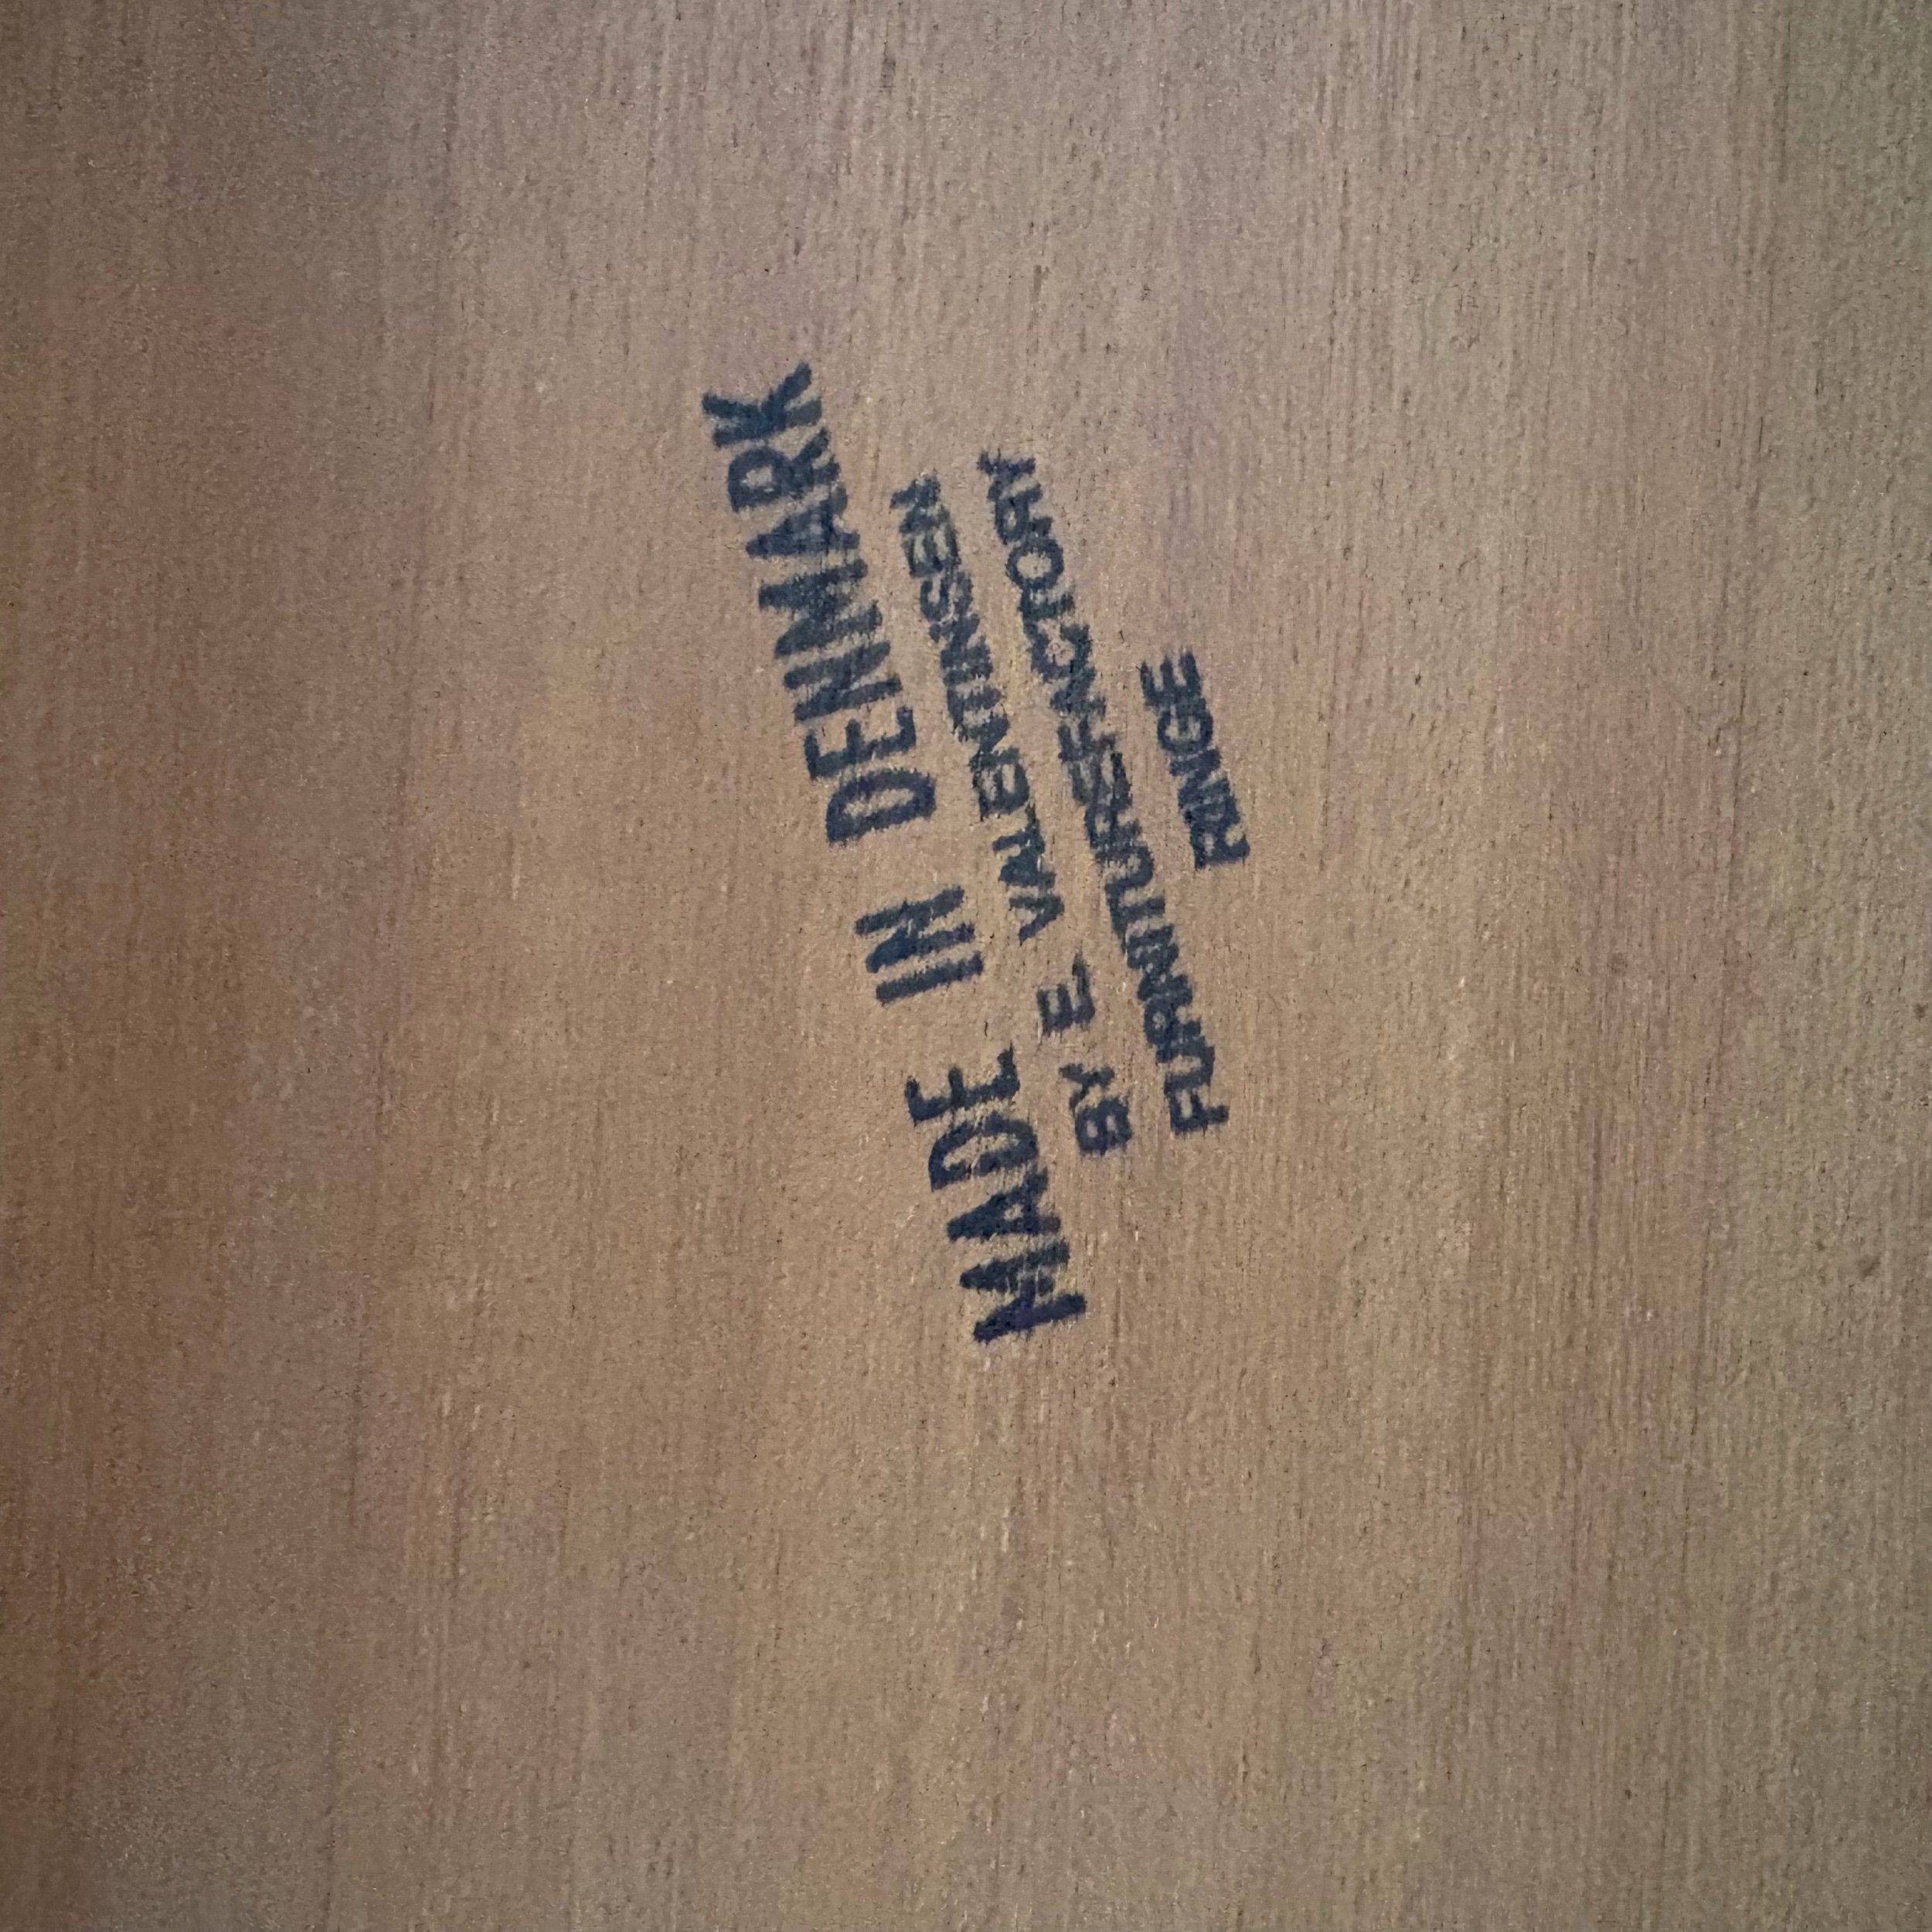 MADE IN DENMARK
BY E VALENTINSEN
FURNITUREFACTORY
RINGE